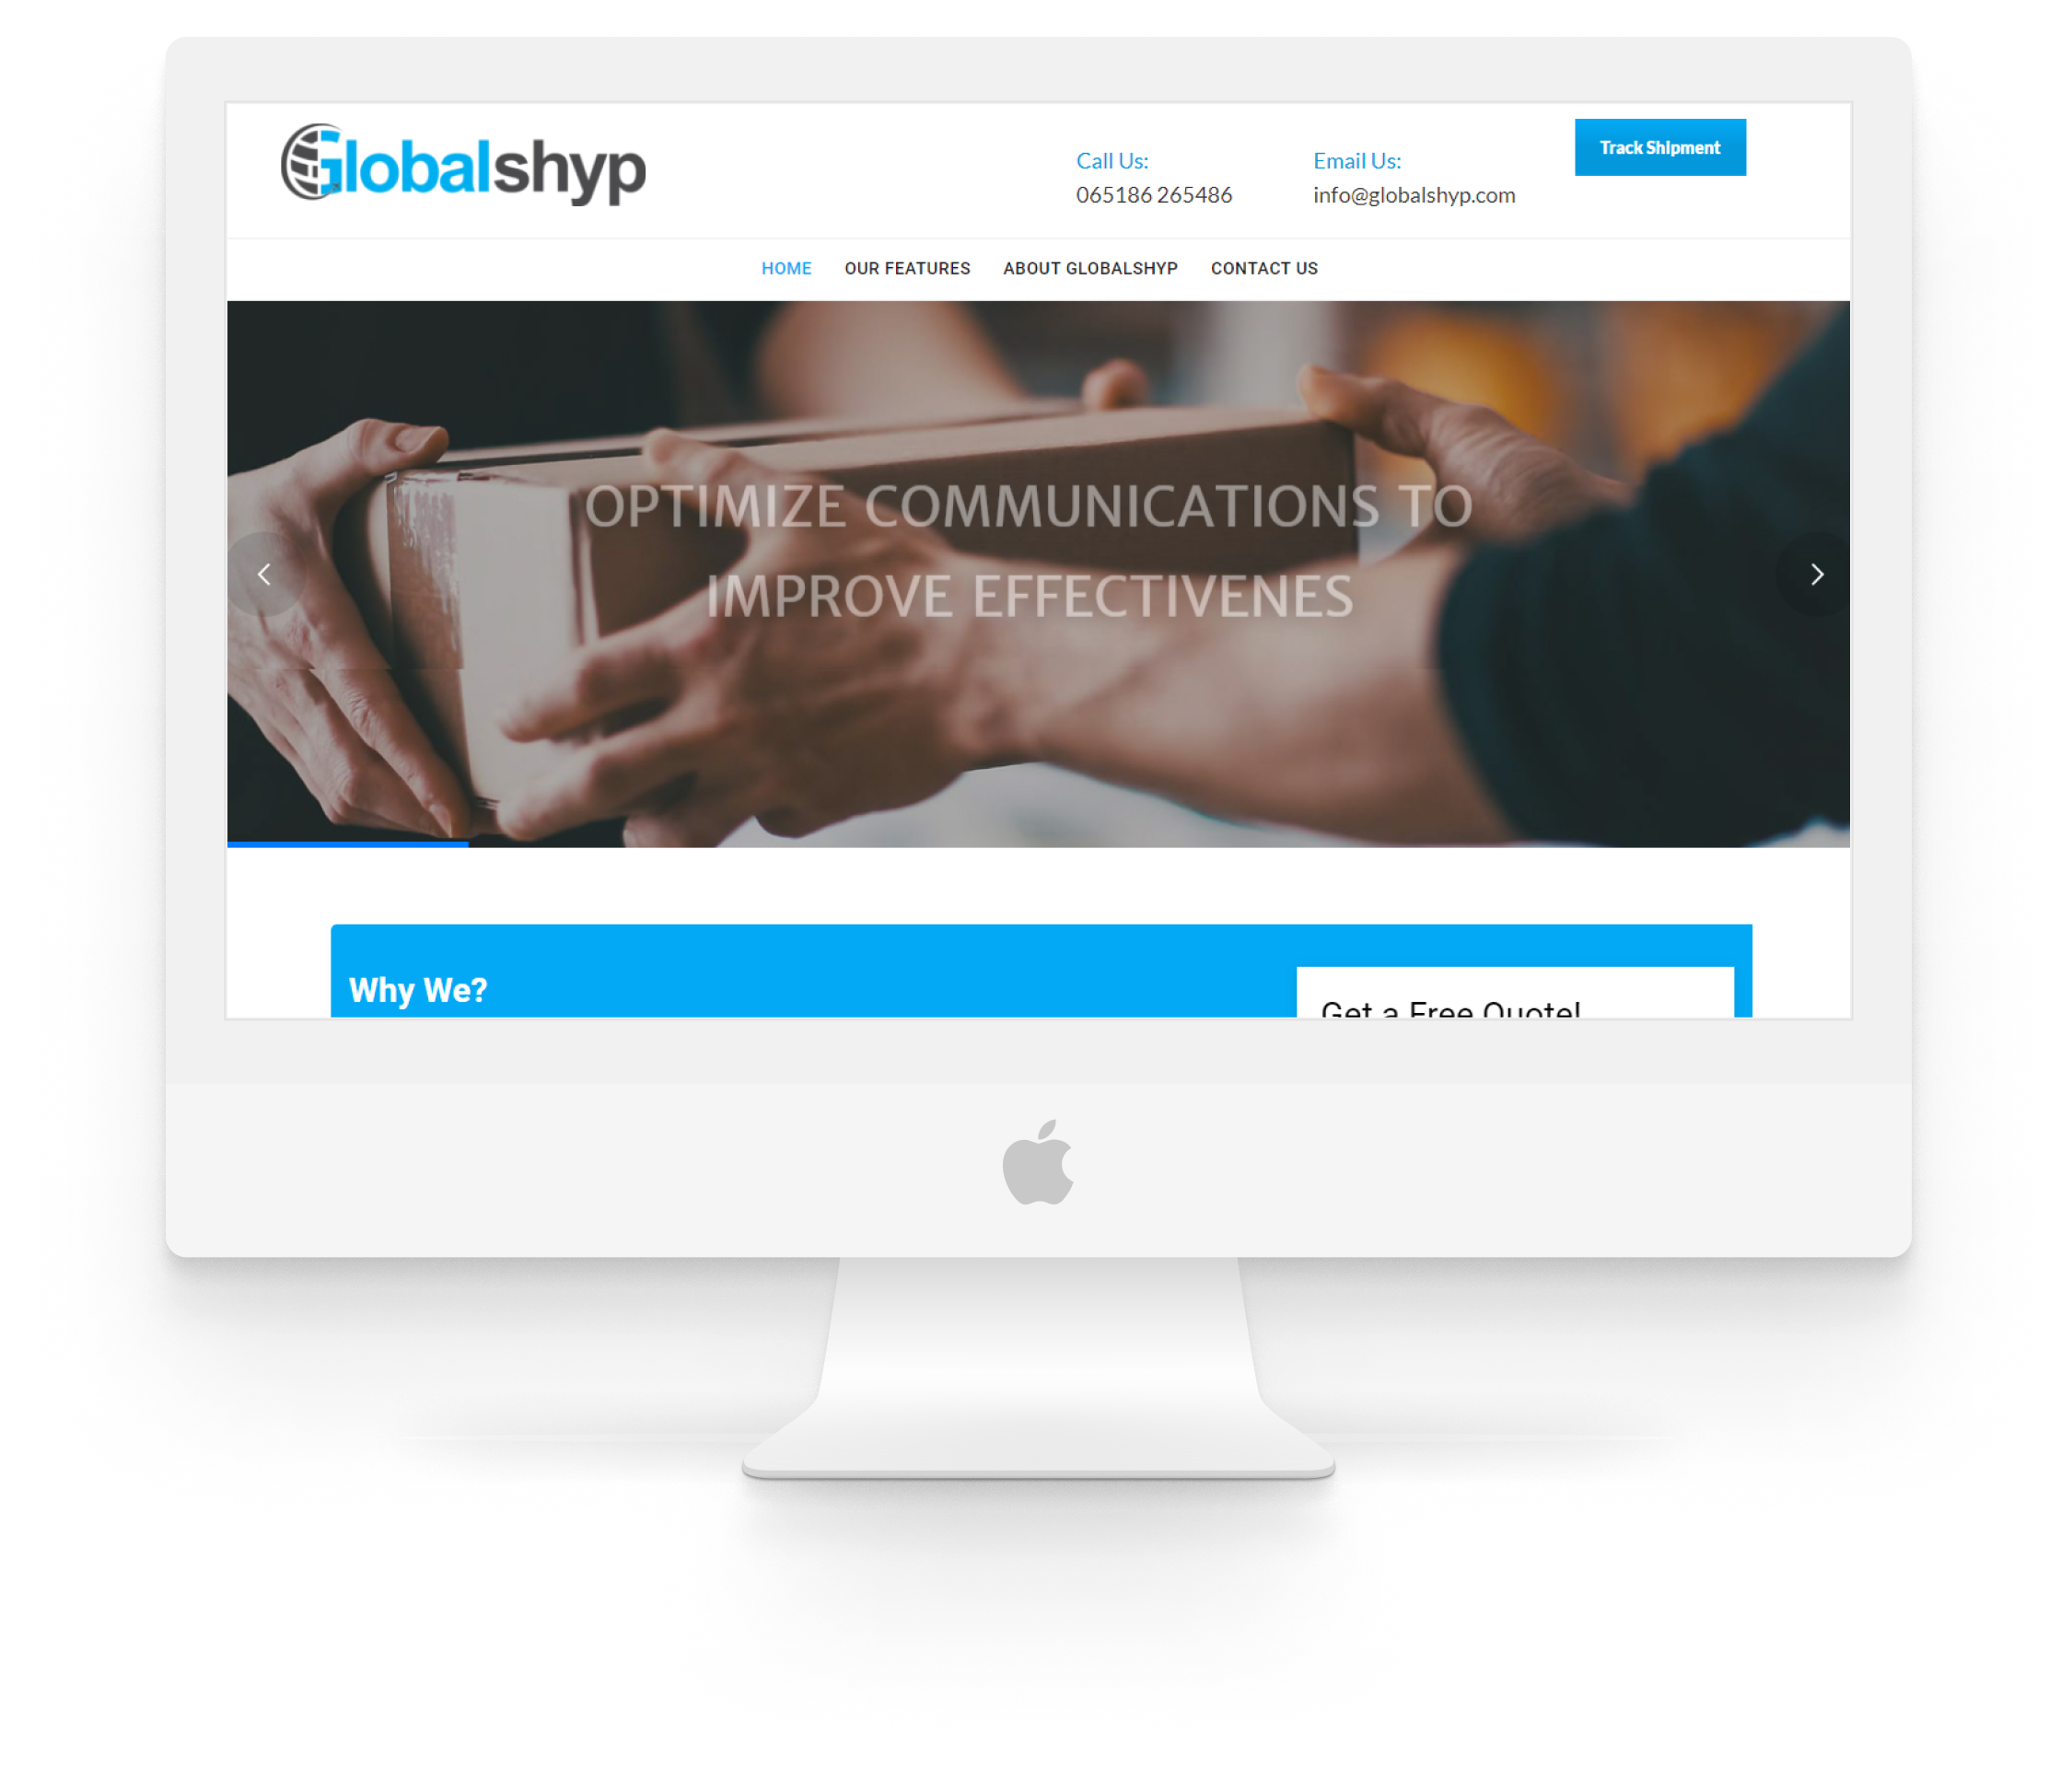 Globalshyp
Call Us:
065186 265486
Email Us:
info@globalshyp.com
Track Shipment
HOME OUR FEATURES ABOUT GLOBALSHYP CONTACT US
OPTIMIZE COMMUNICATIONS TO
IMPROVE EFFECTIVENES
Why We?
Get a Free Quote!